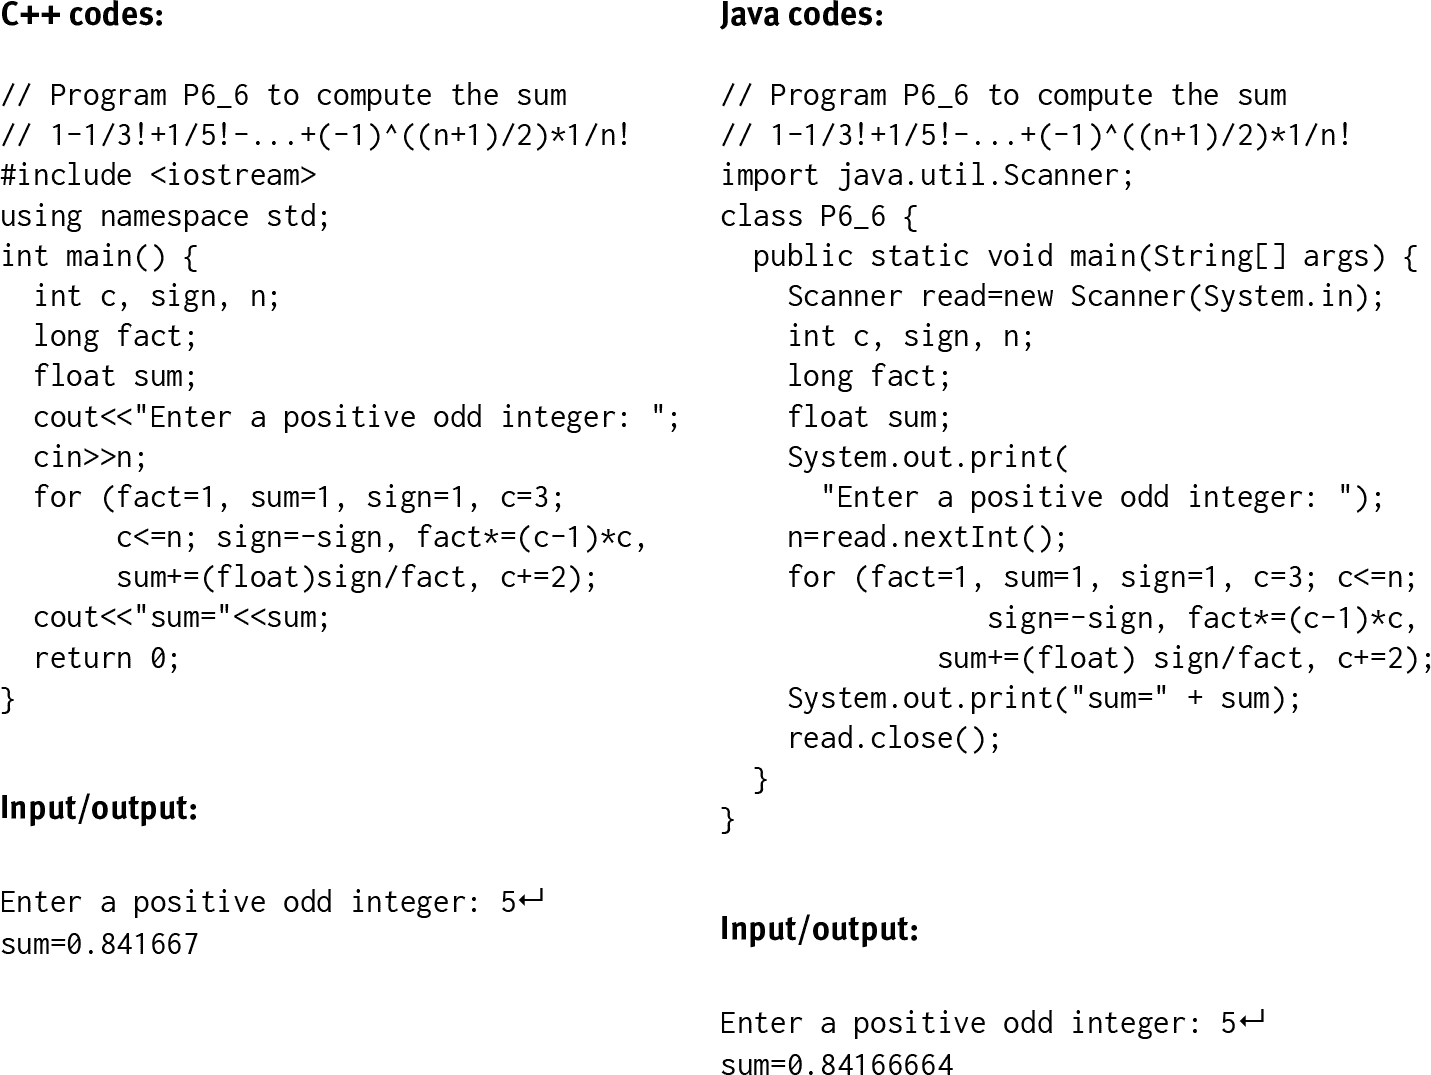 C++ codes:
// Program P6_6 to compute the sum
// 1-1/3!+1/5!-...+(-1)^((n+1)/2)*1/n!
#include <iostream>
using namespace std;
int main() {
  int c, sign, n;
  long fact;
  float sum;
  cout<<"Enter a positive odd integer: ";
  cin>>n;
  for (fact=1, sum=1, sign=1, c=3;
       c<=n; sign=-sign, fact*=(c-1)*c,
       sum+=(float)sign/fact, c+=2);
  cout<<"sum="<<sum;
  return 0;
}
Input/output:
Enter a positive odd integer: 5↵
sum=0.841667
Java codes:
// Program P6_6 to compute the sum
// 1-1/3!+1/5!-...+(-1)^((n+1)/2)*1/n!
import java.util.Scanner;
class P6_6 {
  public static void main(String[] args) {
    Scanner read=new Scanner(System.in);
    int c, sign, n;
    long fact;
    float sum;
    System.out.print(
      "Enter a positive odd integer: ");
    n=read.nextInt();
    for (fact=1, sum=1, sign=1, c=3; c<=n;
                sign=-sign, fact*=(c-1)*c,
             sum+=(float) sign/fact, c+=2);
    System.out.print("sum=" + sum);
    read.close();
  }
}
Input/output:
Enter a positive odd integer: 5↵
sum=0.84166664